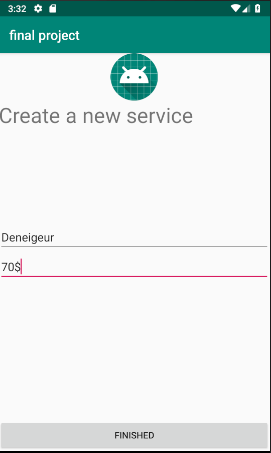 3:32
final project
Create a new service
Deneigeur
70$
FINISHED